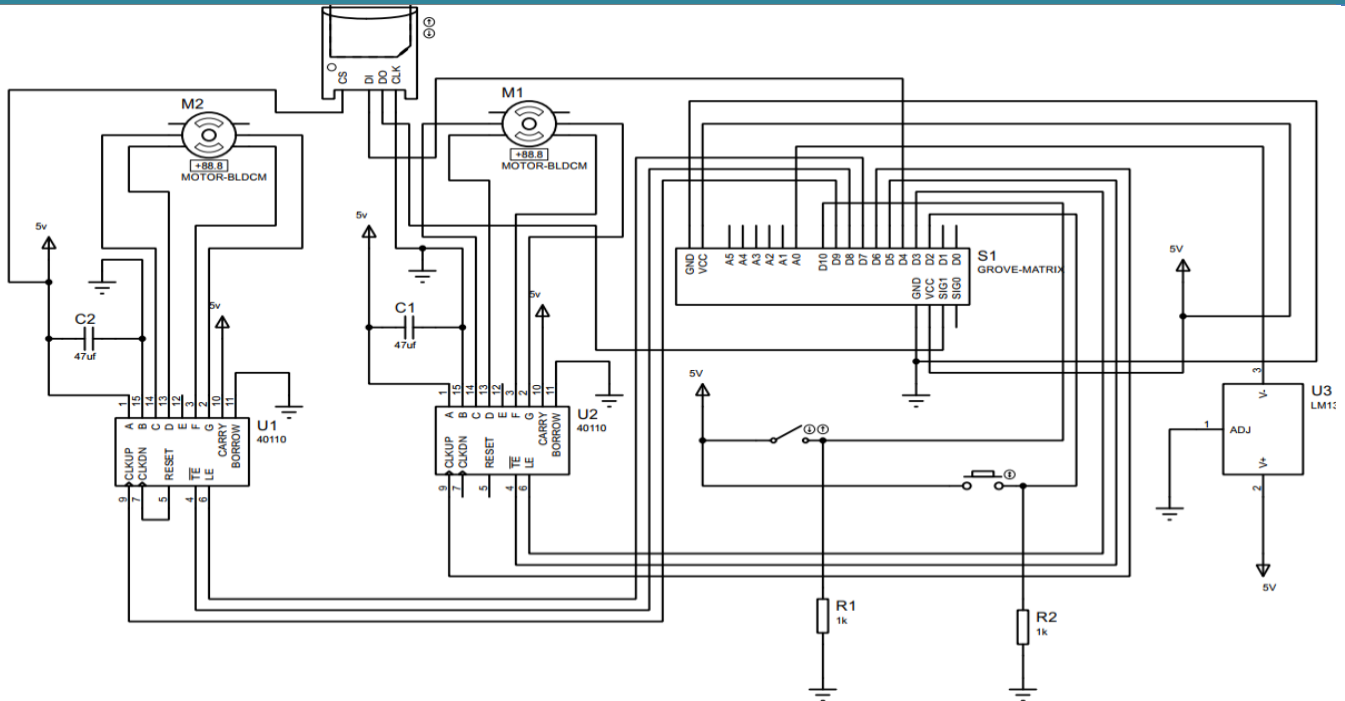 CS DI DO CLK
M2
+88.8
MOTOR-BLDCM
M1
+88.8
MOTOR-BLDCM
5v
5v
5v
5v
C2
47uf
C1
47uf
GND VCC A5 A4 A3 A2 A1 A0 D10 D9 D8 D7 D6 D5 D4 D3 D2 D1 D0
GND VCC SIG1 SIG0
S1
GROVE-MATRIX
5V
1 15 14 13 12 3 2 10 11
A B C D E F G CARRY BORROW
CLKUP CLKDN RESET TE LE
9 7 5 4 6
U1
40110
1 15 14 13 12 3 2 10 11
A B C D E F G CARRY BORROW
CLKUP CLKDN RESET TE LE
9 7 5 4 6
U2
40110
5V
3
V-
1
ADJ
V+
2
U3
LM13
5V
R1
1k
R2
1k